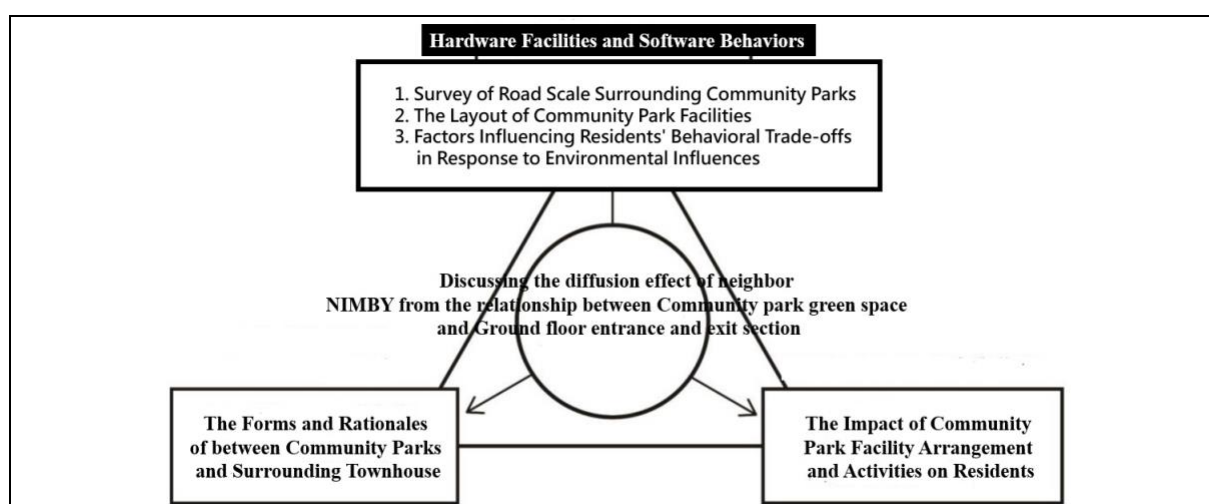 Hardware Facilities and Software Behaviors
1. Survey of Road Scale Surrounding Community Parks
2. The Layout of Community Park Facilities
3. Factors Influencing Residents' Behavioral Trade-offs
in Response to Environmental Influences
Discussing the diffusion effect of neighbor
NIMBY from the relationship between Community park green space
and Ground floor entrance and exit section
The Forms and Rationales
of between Community Parks
and Surrounding Townhouse
The Impact of Community
Park Facility Arrangement
and Activities on Residents